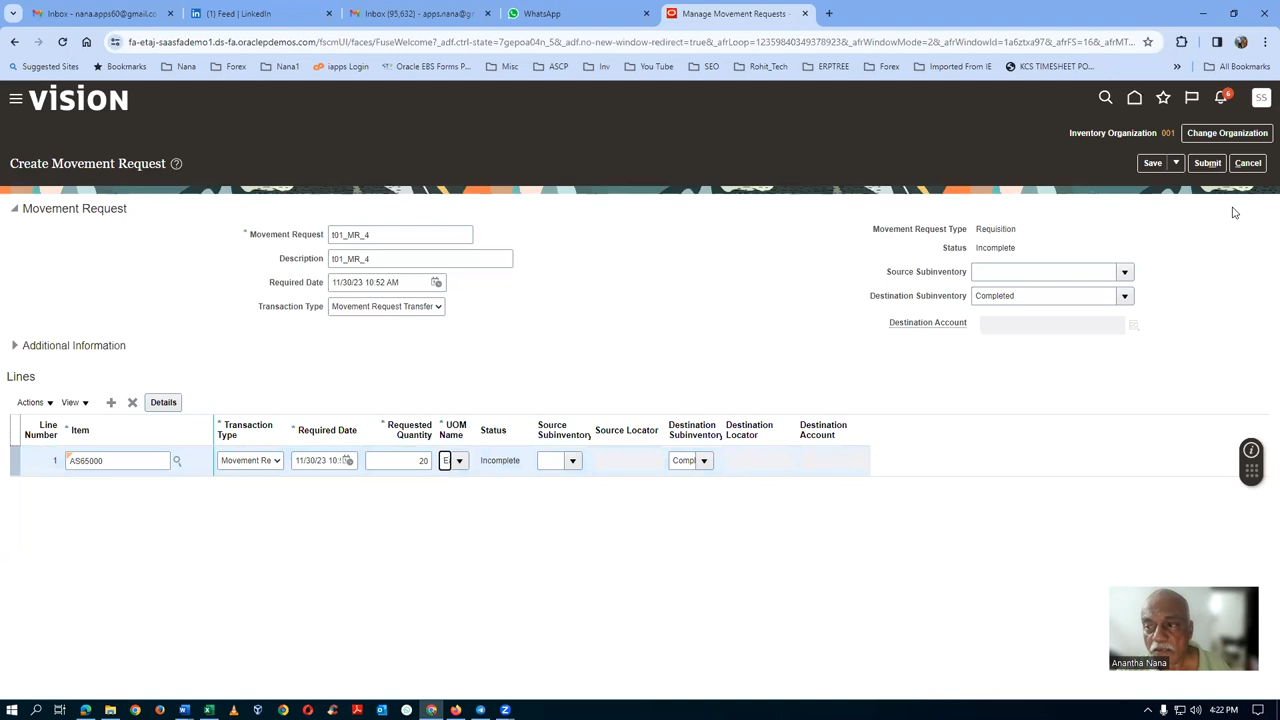 Inbox - nana.apps60@gmail.co
(1) Feed | LinkedIn
Inbox (95,632) - apps.nana@gr
WhatsApp
Manage Movement Requests -
fa-etaj-saasfademo1.ds-fa.oraclepdemos.com/fscmUI/faces/FuseWelcome?_adf.ctrl-state=7gepoa04n_5&_adf.no-new-window-redirect=true&_afrLoop=12359840349378923&_afrWindowMode=2&_afrWindowId=1a6ztxa97&_afrFS=16&_afrMT...
Suggested Sites
Bookmarks
Nana
Forex
Nana1
iapps Login
Oracle EBS Forms P...
Misc
ASCP
Inv
You Tube
SEO
Rohit_Tech
ERPTREE
Forex
Imported From IE
KCS TIMESHEET PO...
»
All Bookmarks
VISION
6
SS
Inventory Organization 001 Change Organization
Create Movement Request ?
Save Submit Cancel
Movement Request
* Movement Request t01_MR_4
Description t01_MR_4
Required Date 11/30/23 10:52 AM
Transaction Type Movement Request Transfer
Movement Request Type Requisition
Status Incomplete
Source Subinventory
Destination Subinventory Completed
Destination Account
Additional Information
Lines
Actions View Details
Line Number
* Item
* Transaction Type
* Required Date
* Requested Quantity
* UOM Name
Status
Source Subinventory
Source Locator
Destination Subinventory
Destination Locator
Destination Account
1 AS65000 Movement Re 11/30/23 10:5 20 E Incomplete Compl
Anantha Nana
4:22 PM